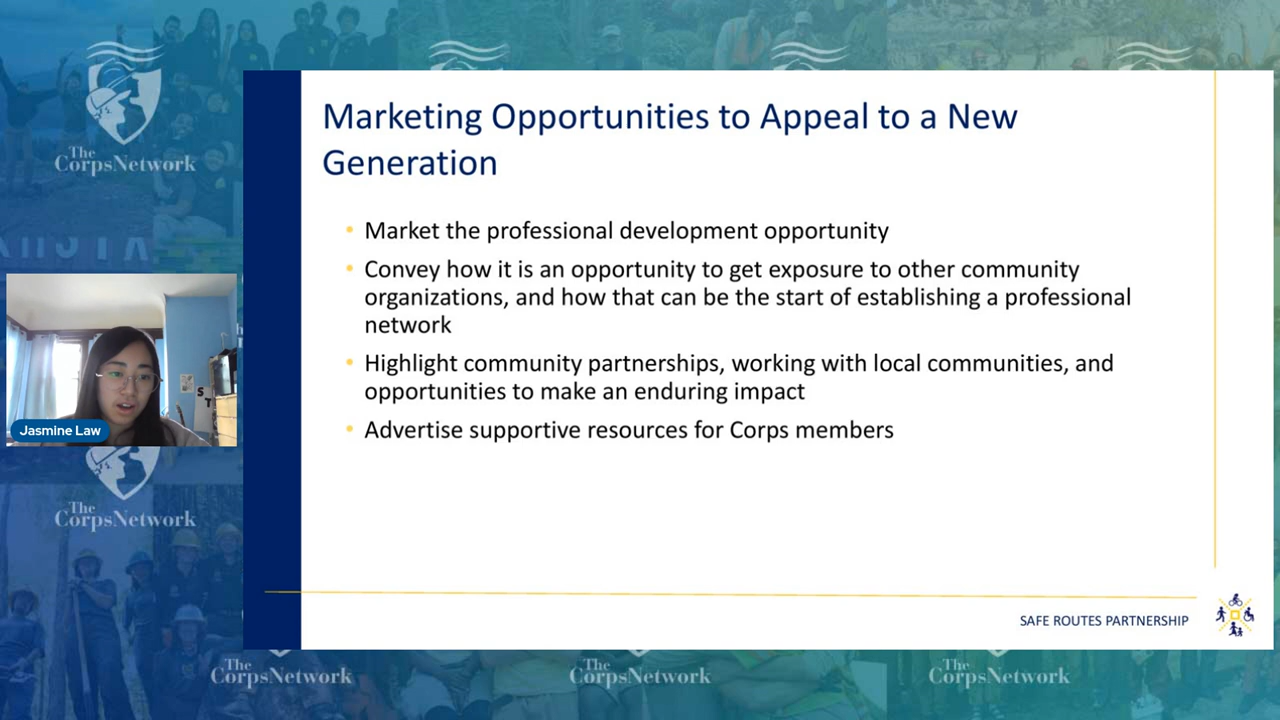 The
CorpsNetwork
Marketing Opportunities to Appeal to a New
Generation
• Market the professional development opportunity
• Convey how it is an opportunity to get exposure to other community
organizations, and how that can be the start of establishing a professional
network
• Highlight community partnerships, working with local communities, and
opportunities to make an enduring impact
• Advertise supportive resources for Corps members
Jasmine Law
The
CorpsNetwork
SAFE ROUTES PARTNERSHIP
The
CorpsNetwork
The
CorpsNetwork
The
CorpsNetwork